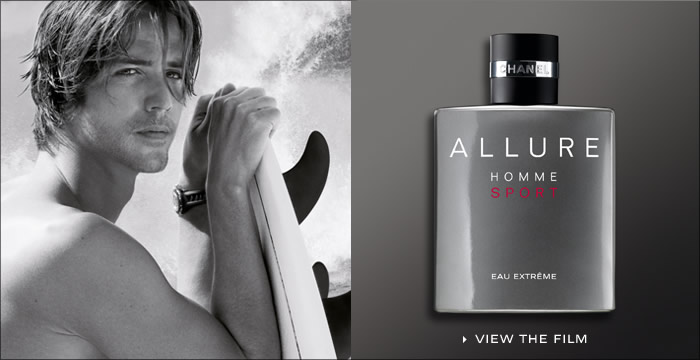 CHANEL
ALLURE
HOMME
SPORT
EAU EXTRÊME
VIEW THE FILM